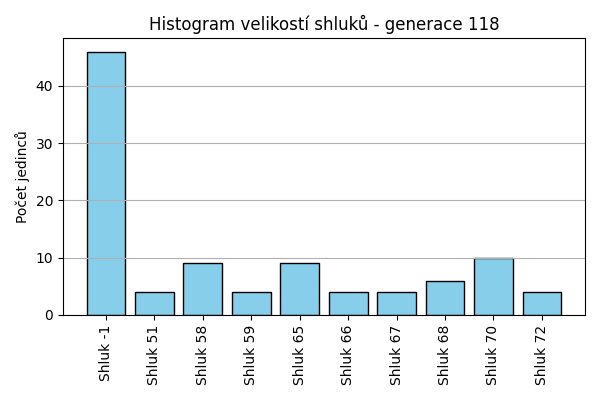 Histogram velikostí shluků - generace 118
Počet jedinců
40
30
20
10
0
Shluk -1
Shluk 51
Shluk 58
Shluk 59
Shluk 65
Shluk 66
Shluk 67
Shluk 68
Shluk 70
Shluk 72